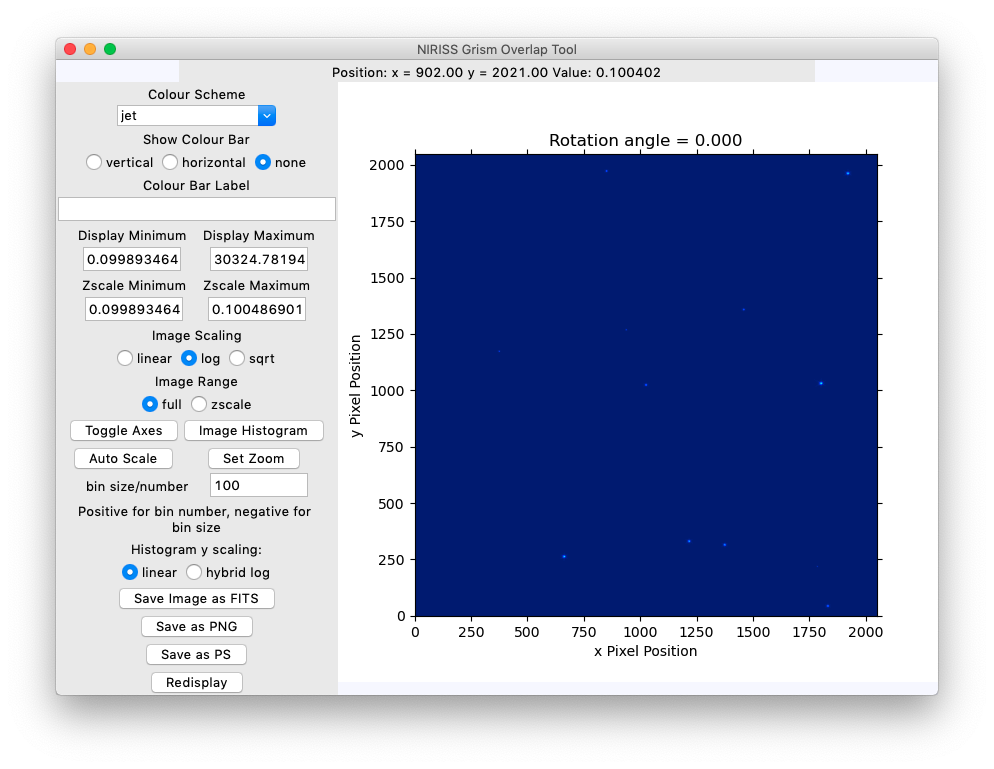 NIRISS Grism Overlap Tool
Position: x = 902.00 y = 2021.00 Value: 0.100402
Colour Scheme
jet
Show Colour Bar
vertical horizontal none
Colour Bar Label
Display Minimum Display Maximum
0.099893464 30324.78194
Zscale Minimum Zscale Maximum
0.099893464 0.100486901
Image Scaling
linear log sqrt
Image Range
full zscale
Toggle Axes Image Histogram
Auto Scale Set Zoom
bin size/number 100
Positive for bin number, negative for
bin size
Histogram y scaling:
linear hybrid log
Save Image as FITS
Save as PNG
Save as PS
Redisplay
Rotation angle = 0.000
y Pixel Position
2000
1750
1500
1250
1000
750
500
250
0
0 250 500 750 1000 1250 1500 1750 2000
x Pixel Position